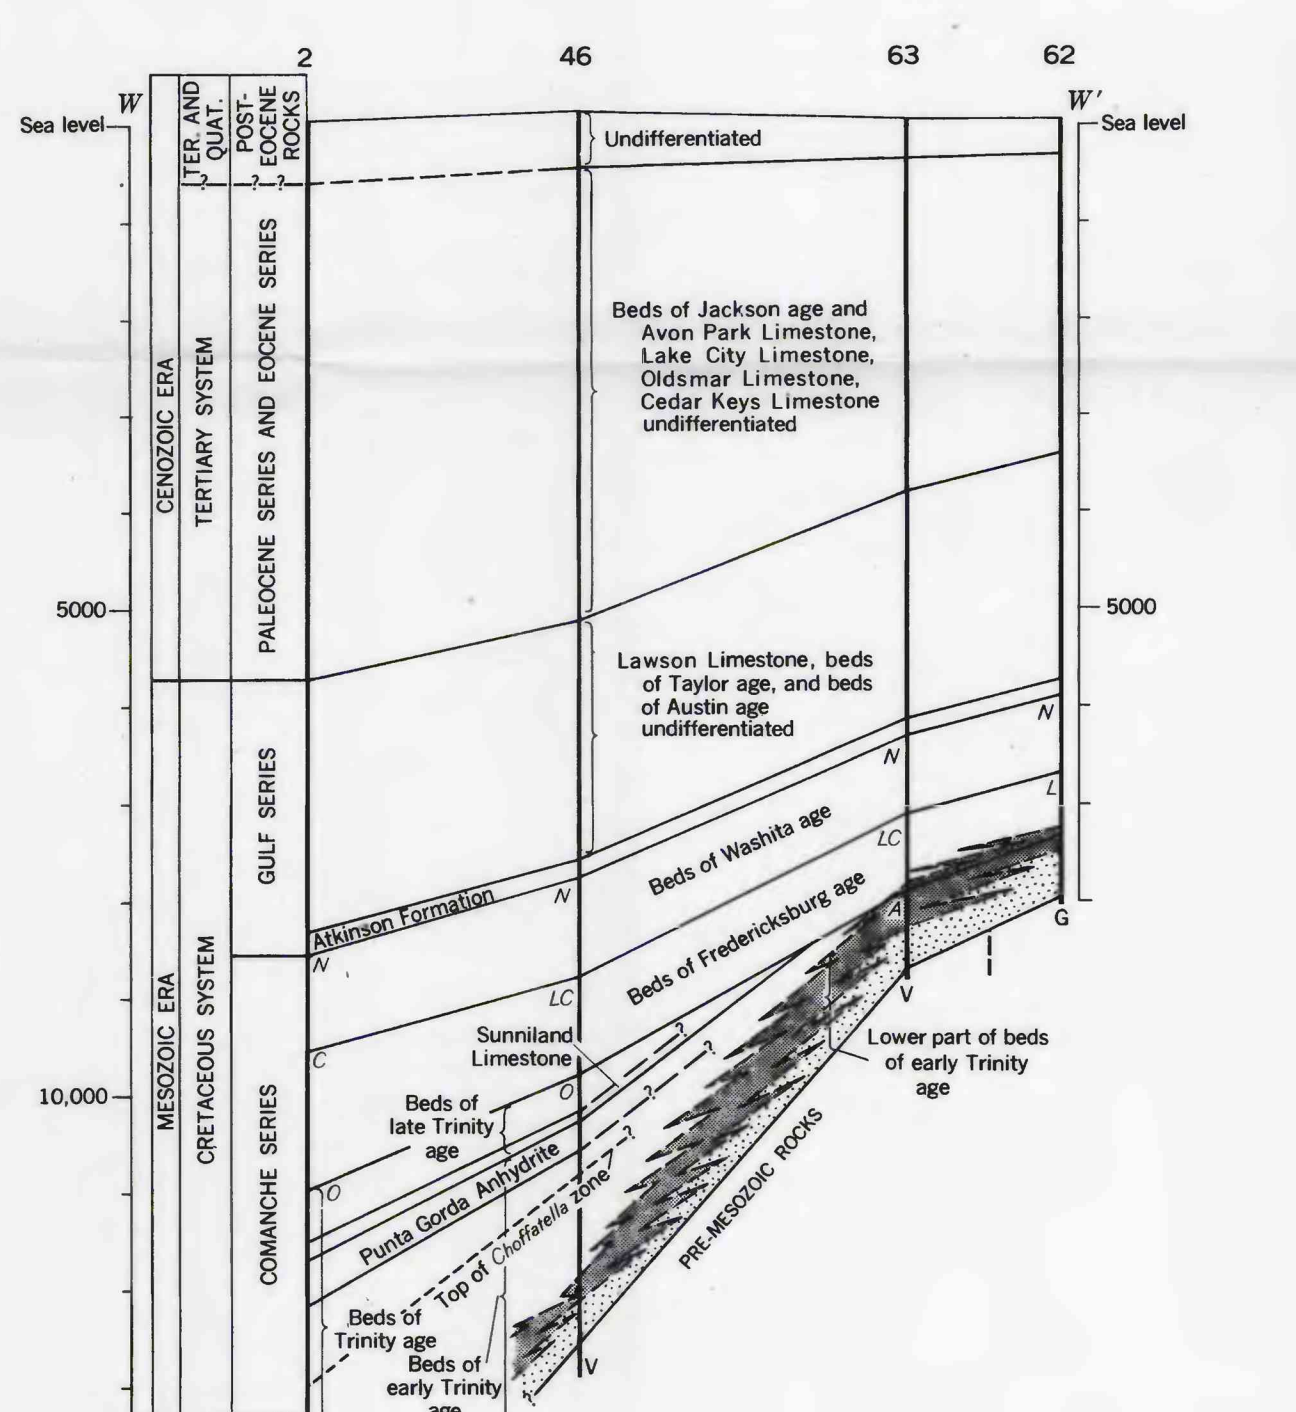 2
46
63
62
W
W'
Sea level
Sea level
TER. AND
QUAT.
POST-
EOCENE
ROCKS
Undifferentiated
? ? ?
CENOZOIC ERA
TERTIARY SYSTEM
PALEOCENE SERIES AND EOCENE SERIES
Beds of Jackson age and
Avon Park Limestone,
Lake City Limestone,
Oldsmar Limestone,
Cedar Keys Limestone
undifferentiated
5000
5000
Lawson Limestone, beds
of Taylor age, and beds
of Austin age
undifferentiated
GULF SERIES
N
N
L
LC
Beds of Washita age
Atkinson Formation
N
N
A
G
Beds of Fredericksburg age
MESOZOIC ERA
CRETACEOUS SYSTEM
COMANCHE SERIES
LC
V
C
Sunniland
Limestone
?
?
Lower part of beds
of early Trinity
age
10,000
O
?
Beds of
late Trinity
age
?
Punta Gorda Anhydrite
PRE-MESOZOIC ROCKS
O
Top of Choffatella zone
Beds of
Trinity age
Beds of
early Trinity
age
V
?